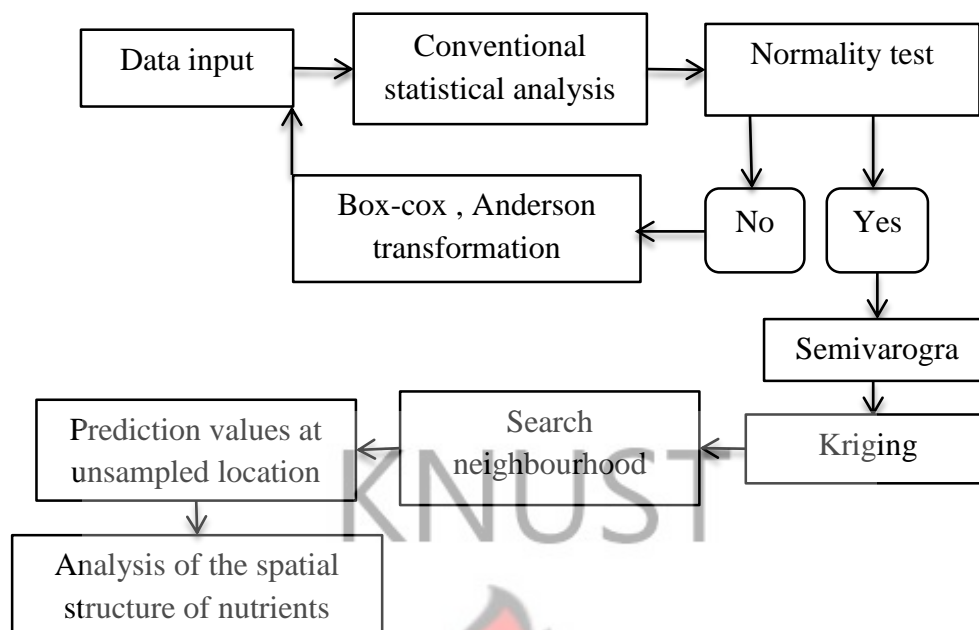 Data input
Conventional
statistical analysis
Normality test
Box-cox , Anderson
transformation
No
Yes
Semivarogra
Kriging
Search
neighbourhood
Prediction values at
unsampled location
Analysis of the spatial
structure of nutrients
KNUST